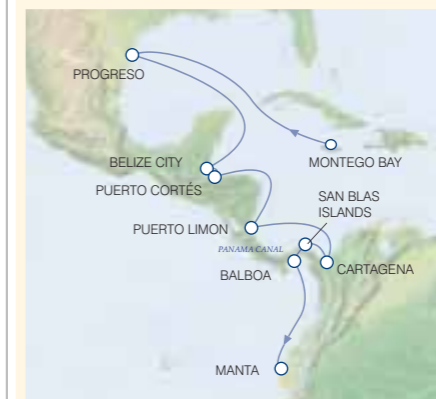 PROGRESO
MONTEGO BAY
BELIZE CITY
PUERTO CORTÉS
SAN BLAS
ISLANDS
PUERTO LIMON
PANAMA CANAL
BALBOA
CARTAGENA
MANTA